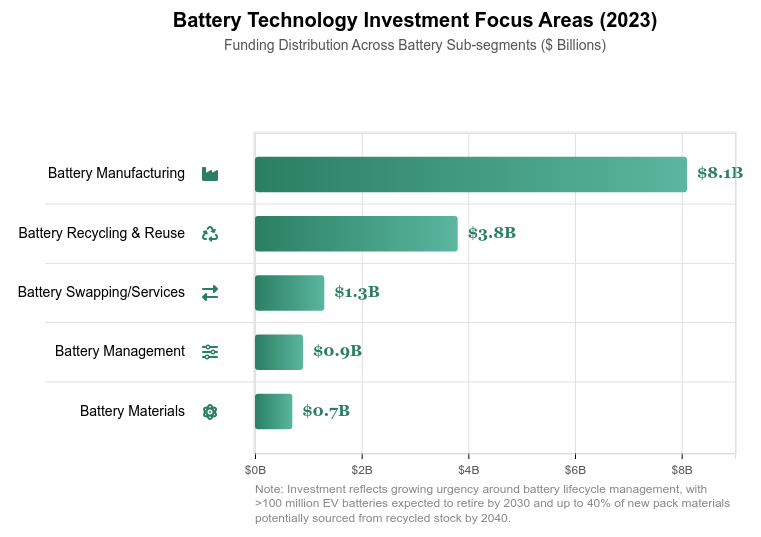 Battery Technology Investment Focus Areas (2023)
Funding Distribution Across Battery Sub-segments ($ Billions)
Battery Manufacturing $8.1B
Battery Recycling & Reuse $3.8B
Battery Swapping/Services $1.3B
Battery Management $0.9B
Battery Materials $0.7B
$0B $2B $4B $6B $8B
Note: Investment reflects growing urgency around battery lifecycle management, with
>100 million EV batteries expected to retire by 2030 and up to 40% of new pack materials
potentially sourced from recycled stock by 2040.